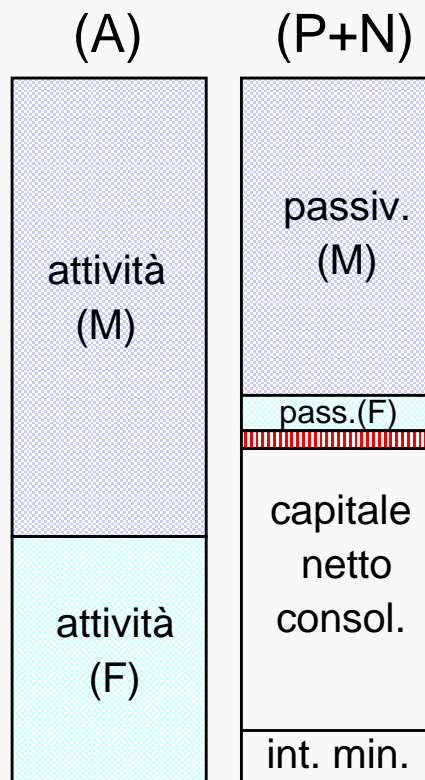 (A)
(P+N)
attività
(M)
attività
(F)
passiv.
(M)
pass.(F)
capitale
netto
consol.
int. min.